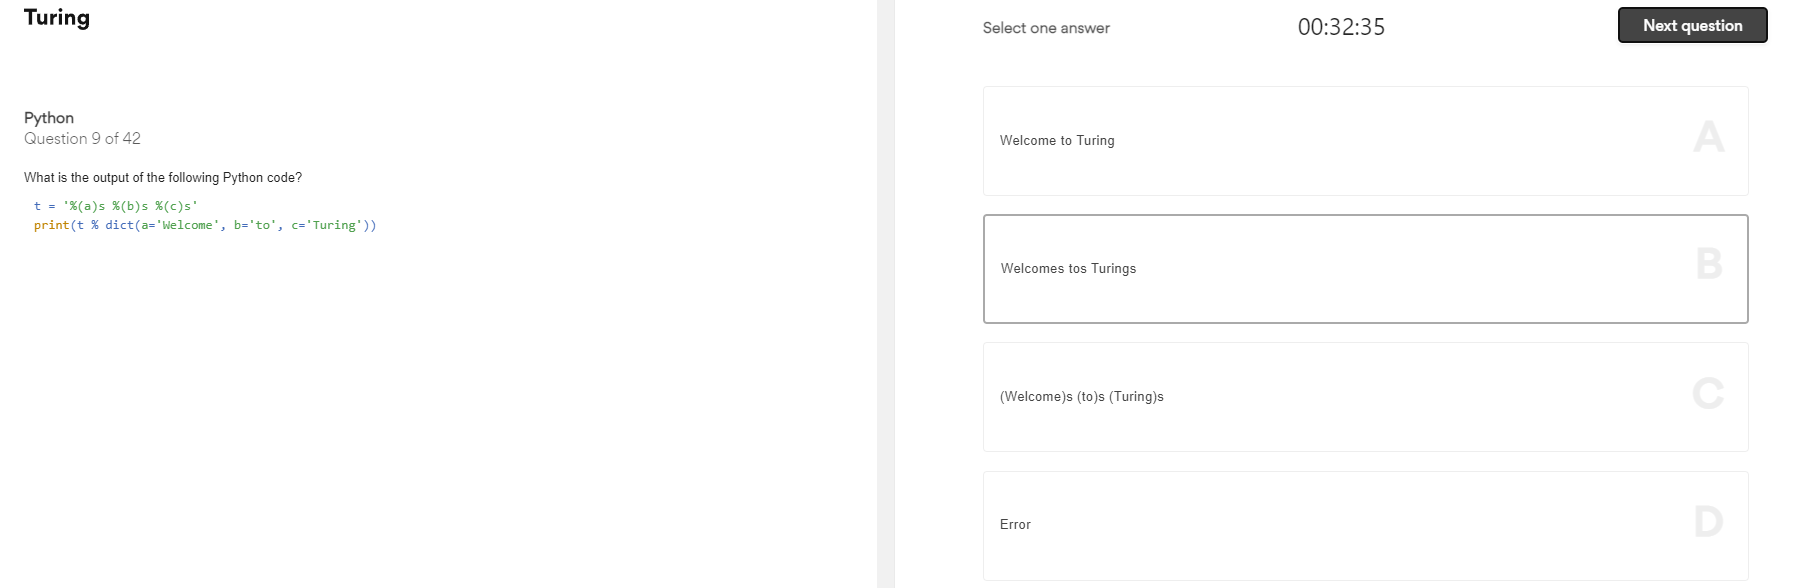 Turing
Select one answer
00:32:35
Next question
Python
Question 9 of 42
What is the output of the following Python code?
t = '%(a)s %(b)s %(c)s'
print(t % dict(a='Welcome', b='to', c='Turing'))
Welcome to Turing
A
Welcomes tos Turings
B
(Welcome)s (to)s (Turing)s
C
Error
D